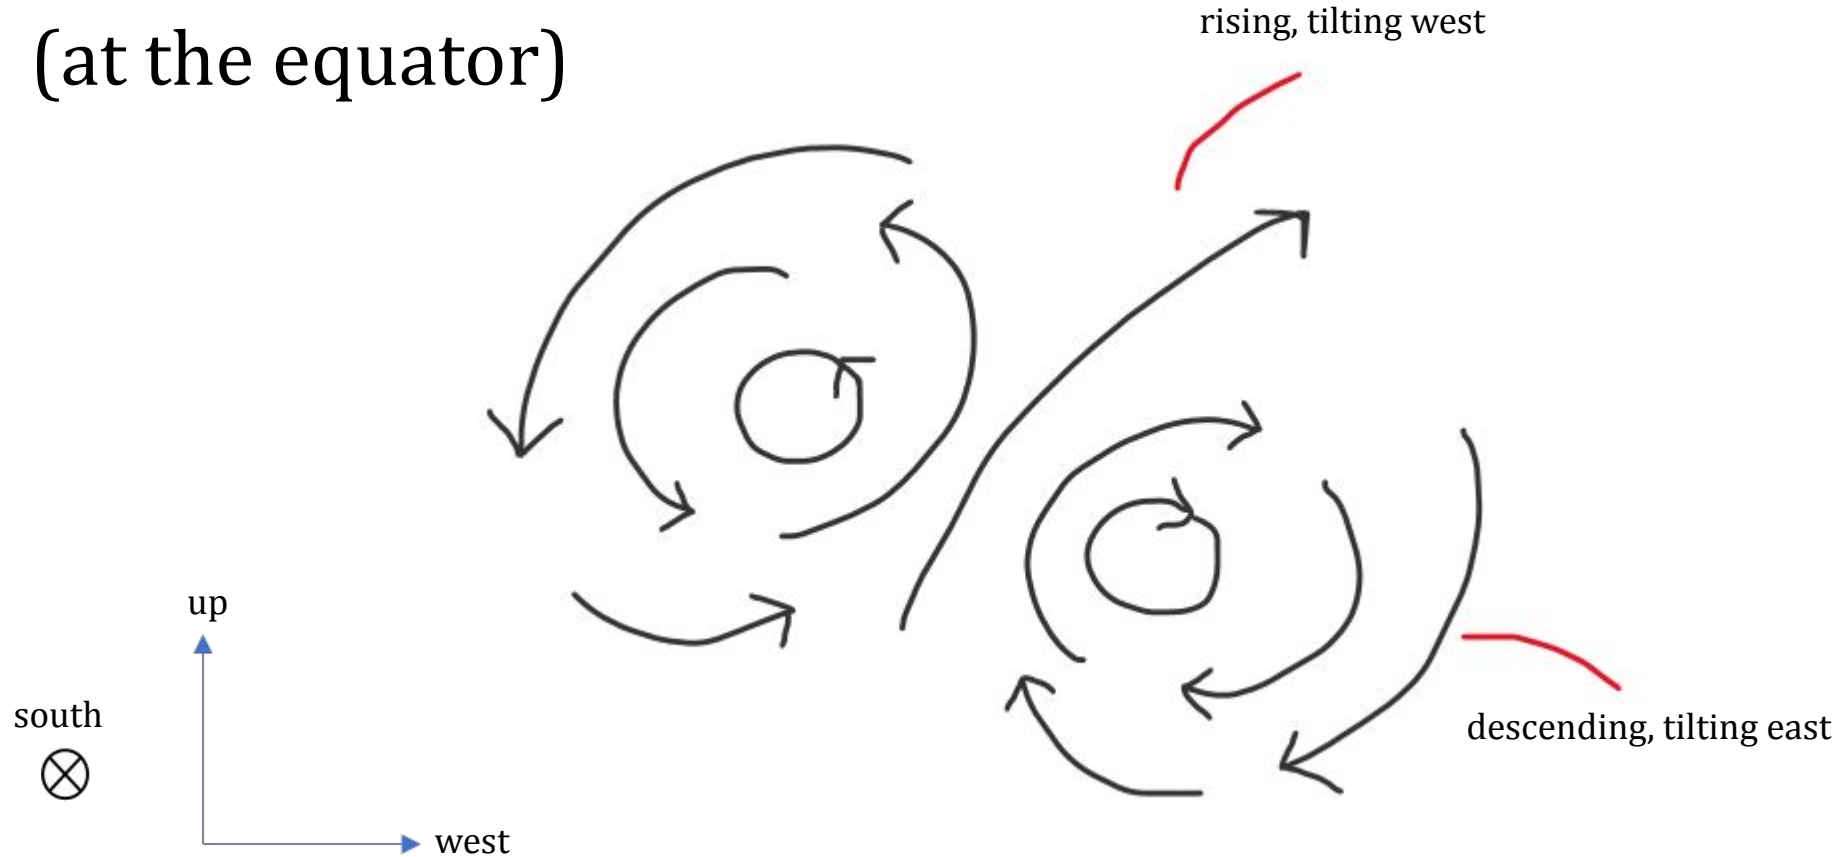 (at the equator)
rising, tilting west
up
south
descending, tilting east
west